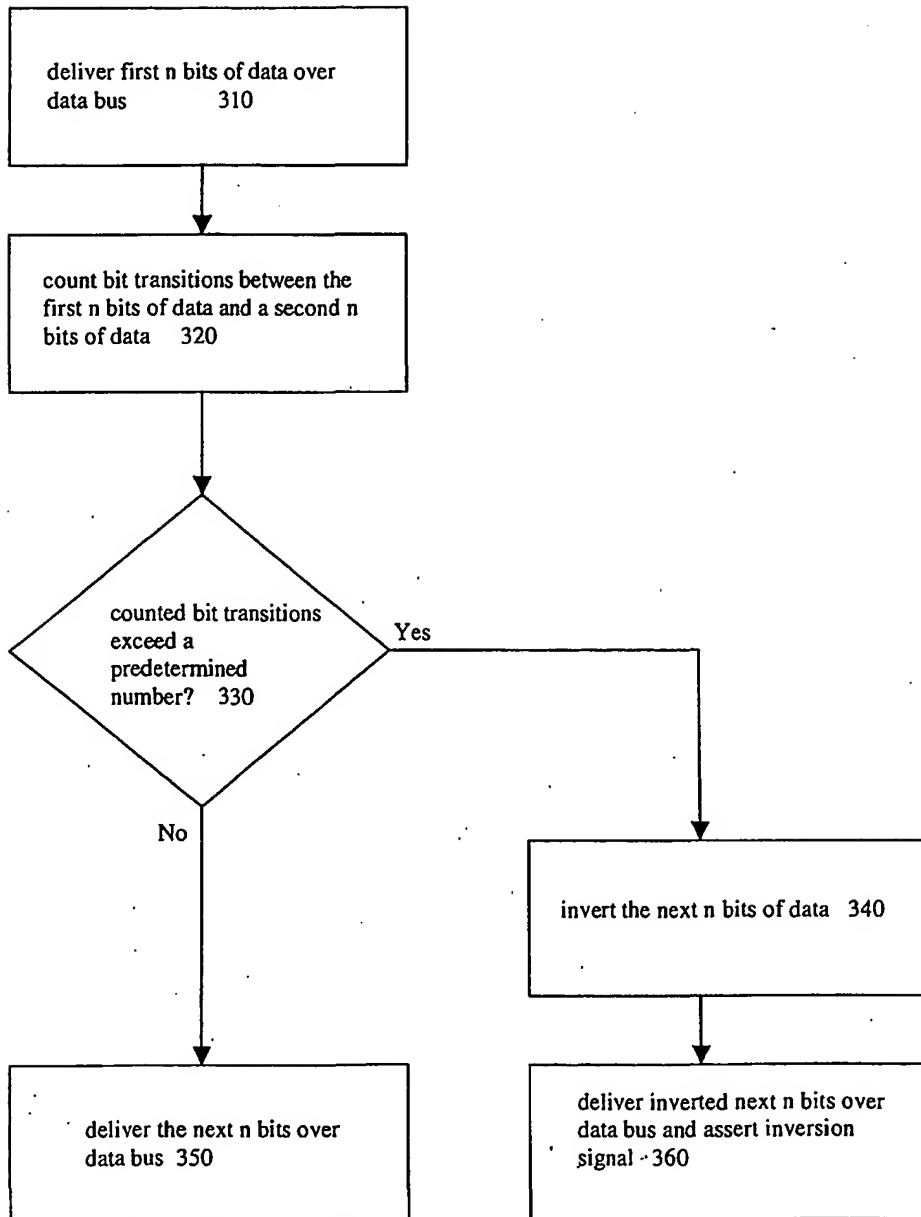 deliver first n bits of data over
data bus 310
count bit transitions between the
first n bits of data and a second n
bits of data 320
counted bit transitions
exceed a
predetermined
number? 330
Yes
No
invert the next n bits of data 340
deliver the next n bits over
data bus 350
deliver inverted next n bits over
data bus and assert inversion
signal 360